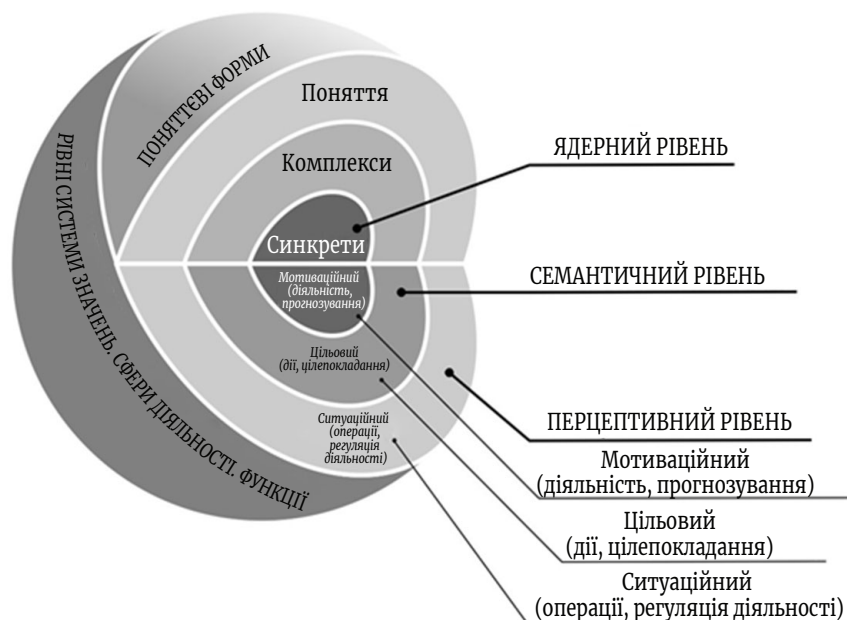 ПОНЯТТЄВІ ФОРМИ
РІВНІ СИСТЕМИ ЗНАЧЕНЬ. СФЕРИ ДІЯЛЬНОСТІ. ФУНКЦІЇ
Поняття
Комплекси
Синкрети
Мотиваційний
(діяльність,
прогнозування)
Цільовий
(дії, цілепокладання)
Ситуаційний
(операції,
регуляція
діяльності)
ЯДЕРНИЙ РІВЕНЬ
СЕМАНТИЧНИЙ РІВЕНЬ
ПЕРЦЕПТИВНИЙ РІВЕНЬ
Мотиваційний
(діяльність, прогнозування)
Цільовий
(дії, цілепокладання)
Ситуаційний
(операції, регуляція діяльності)